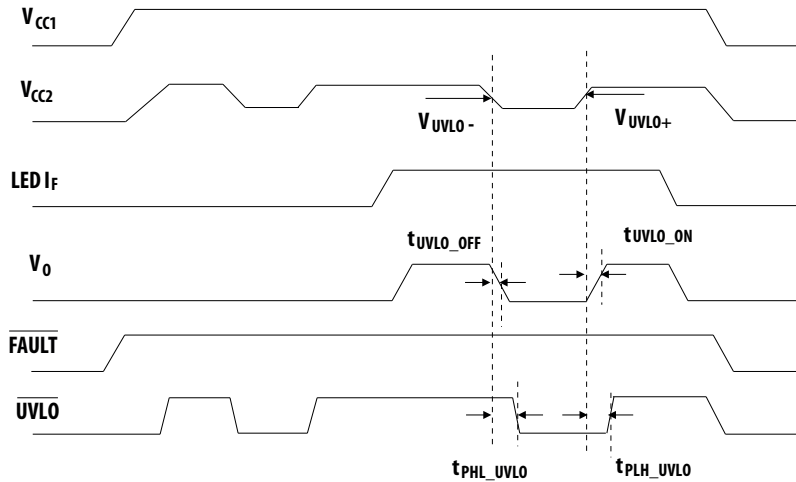 VCC1
VCC2
VUVLO -
VUVLO+
LED IF
tUVLO_OFF
tUVLO_ON
VO
FAULT
UVLO
tPHL_UVLO
tPLH_UVLO